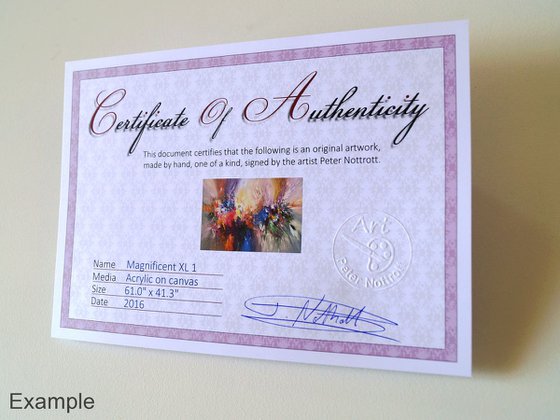 Certificate Of Authenticity
This document certifies that the following is an original artwork,
made by hand, one of a kind, signed by the artist Peter Nottrott.
Art
Peter Nottrott
Name Magnificent XL 1
Media Acrylic on canvas
Size 61.0" x 41.3"
Date 2016
Example